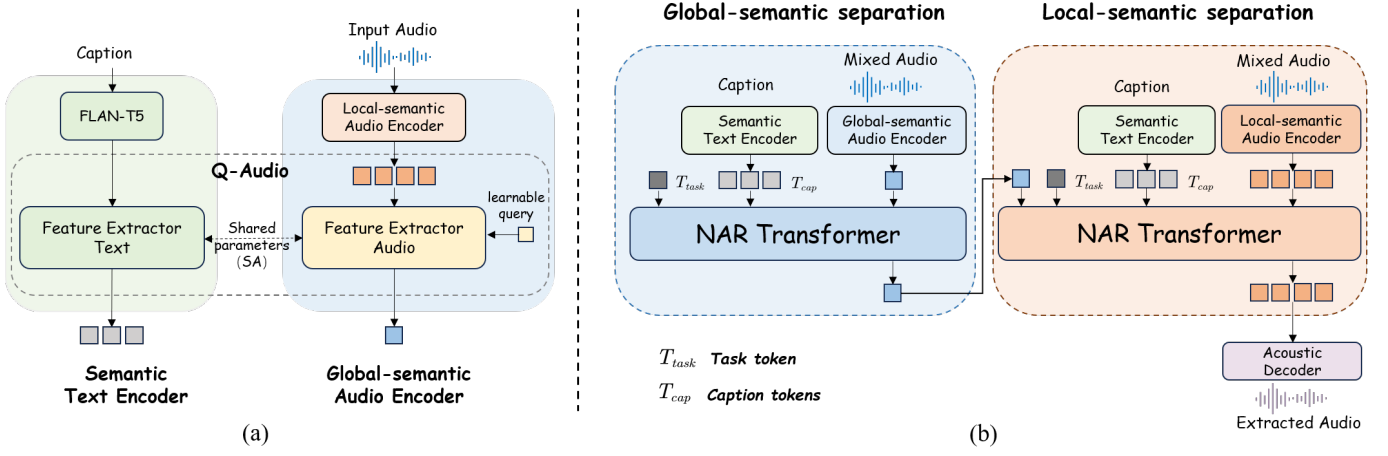 Caption
FLAN-T5
Input Audio
Local-semantic
Audio Encoder
Q-Audio
learnable
query
Feature Extractor
Text
Shared
parameters
(SA)
Feature Extractor
Audio
Semantic
Text Encoder
Global-semantic
Audio Encoder
(a)
Global-semantic separation
Caption
Mixed Audio
Semantic
Text Encoder
Global-semantic
Audio Encoder
T_task
T_cap
NAR Transformer
T_task Task token
T_cap Caption tokens
Local-semantic separation
Caption
Mixed Audio
Semantic
Text Encoder
Local-semantic
Audio Encoder
T_task
T_cap
NAR Transformer
Acoustic
Decoder
Extracted Audio
(b)